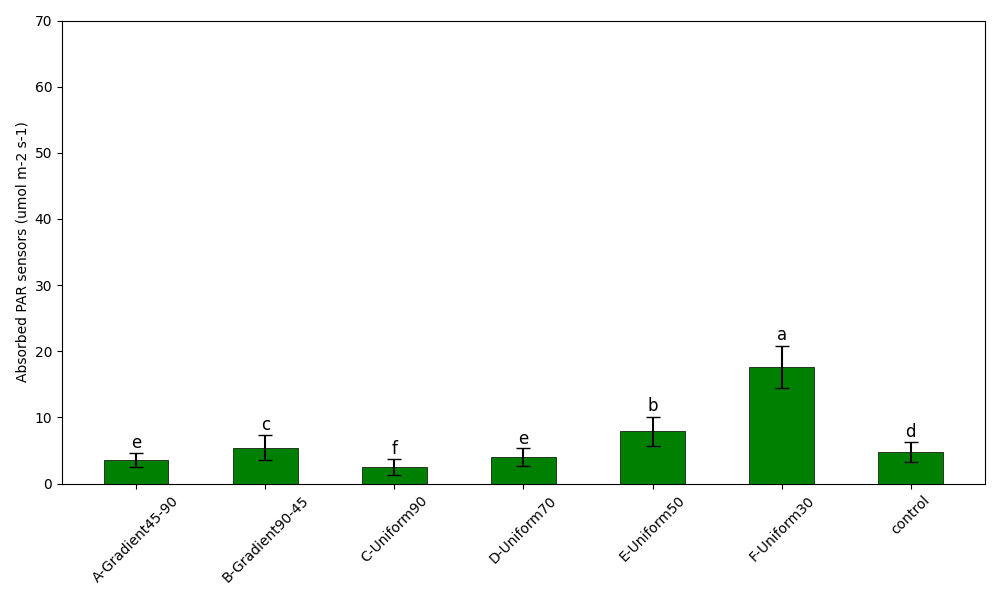 Absorbed PAR sensors (umol m-2 s-1)
70
60
50
40
30
20
10
0
e
c
f
e
b
a
d
A-Gradient45-90
B-Gradient90-45
C-Uniform90
D-Uniform70
E-Uniform50
F-Uniform30
control